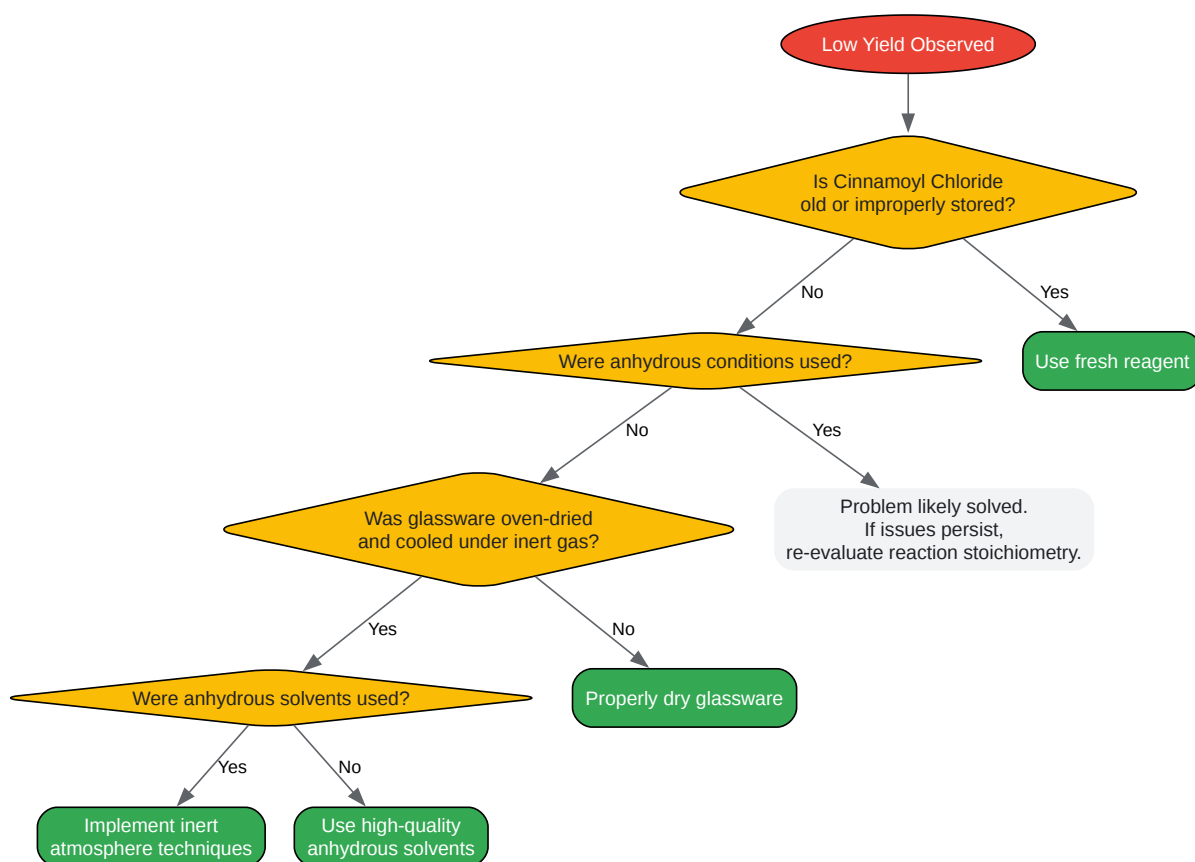 Low Yield Observed
Is Cinnamoyl Chloride
old or improperly stored?
No
Yes
Were anhydrous conditions used?
Use fresh reagent
No
Yes
Was glassware oven-dried
and cooled under inert gas?
Problem likely solved.
If issues persist,
re-evaluate reaction stoichiometry.
Yes
No
Were anhydrous solvents used?
Properly dry glassware
Yes
No
Implement inert
atmosphere techniques
Use high-quality
anhydrous solvents